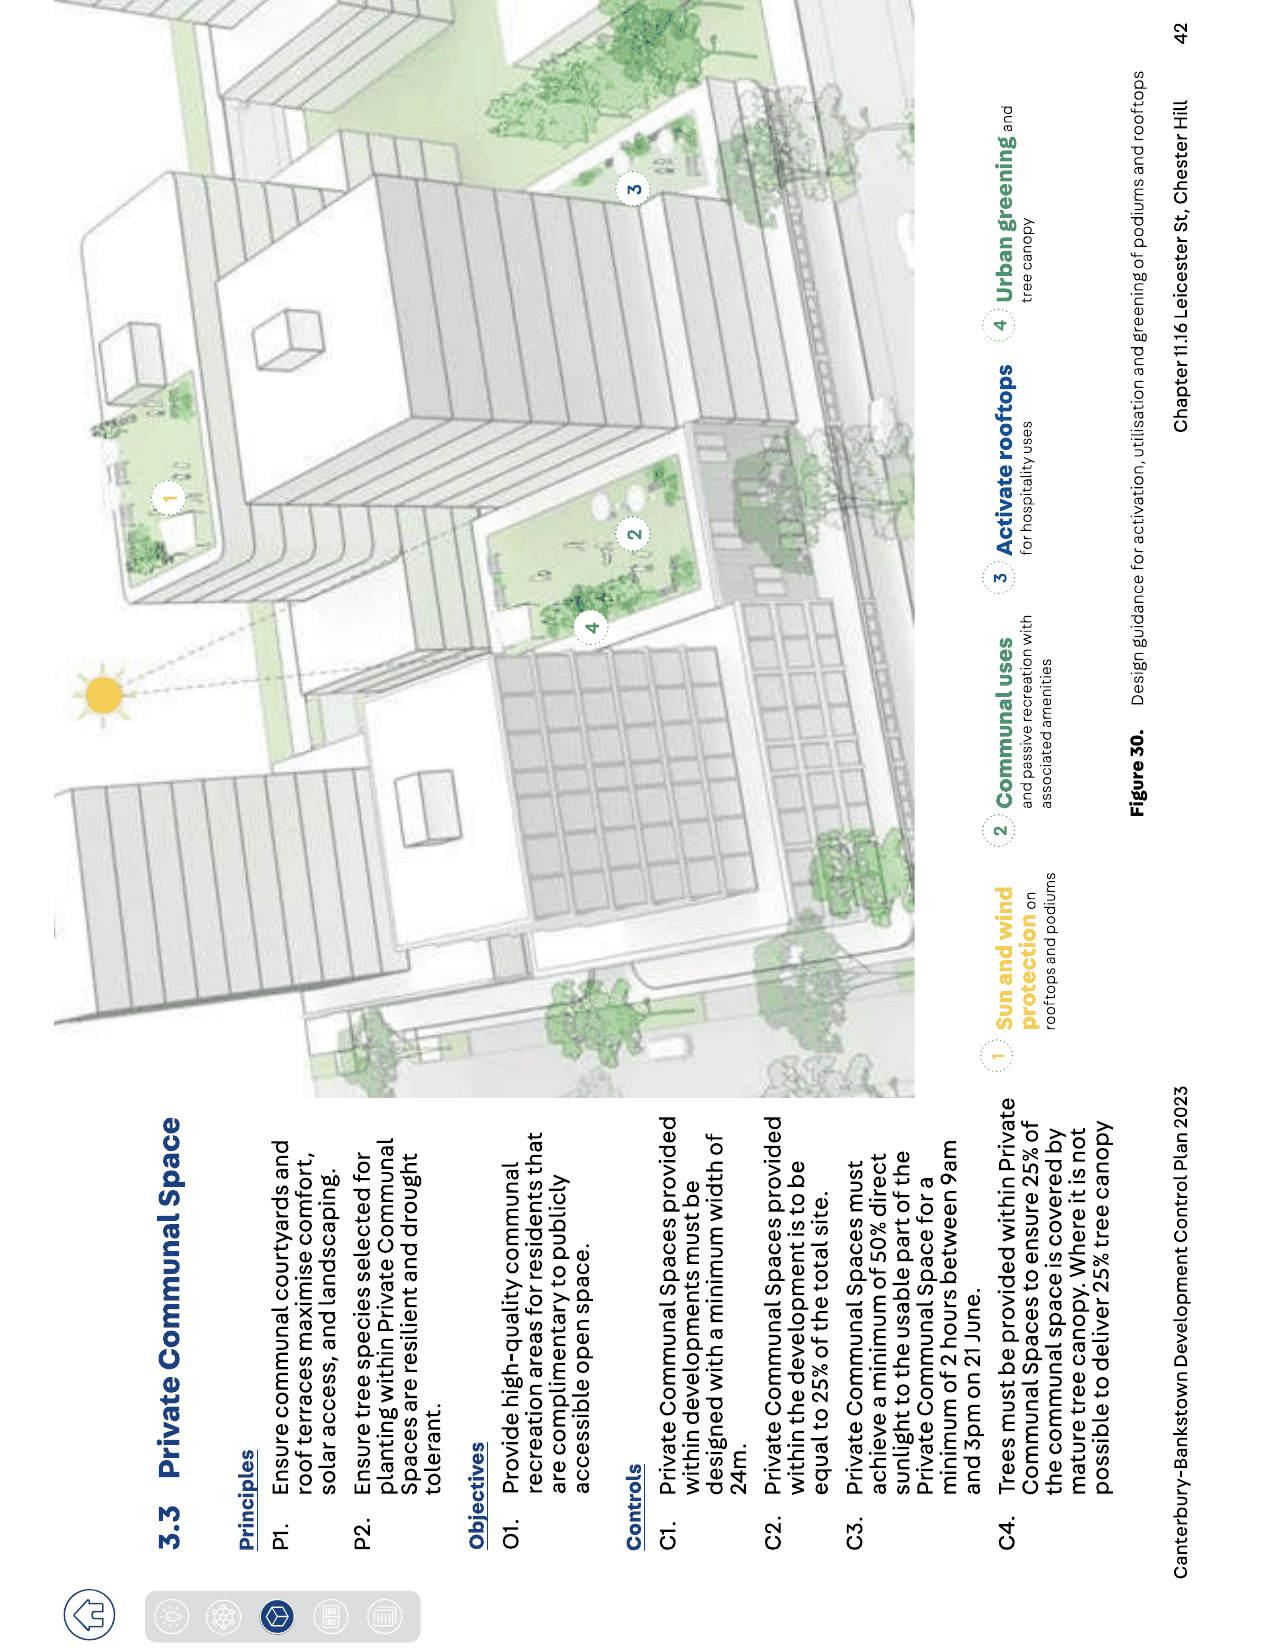 3.3 Private Communal Space
Principles
P1. Ensure communal courtyards and
roof terraces maximise comfort,
solar access, and landscaping.
P2. Ensure tree species selected for
planting within Private Communal
Spaces are resilient and drought
tolerant.
Objectives
O1. Provide high-quality communal
recreation areas for residents that
are complimentary to publicly
accessible open space.
Controls
C1. Private Communal Spaces provided
within developments must be
designed with a minimum width of
24m.
C2. Private Communal Spaces provided
within the development is to be
equal to 25% of the total site.
C3. Private Communal Spaces must
achieve a minimum of 50% direct
sunlight to the usable part of the
Private Communal Space for a
minimum of 2 hours between 9am
and 3pm on 21 June.
C4. Trees must be provided within Private
Communal Spaces to ensure 25% of
the communal space is covered by
mature tree canopy. Where it is not
possible to deliver 25% tree canopy
1
2
3
4
1 Sun and wind
protection on
rooftops and podiums
2 Communal uses
and passive recreation with
associated amenities
3 Activate rooftops
for hospitality uses
4 Urban greening and
tree canopy
Figure 30. Design guidance for activation, utilisation and greening of podiums and rooftops
Canterbury-Bankstown Development Control Plan 2023
Chapter 11.16 Leicester St, Chester Hill 42